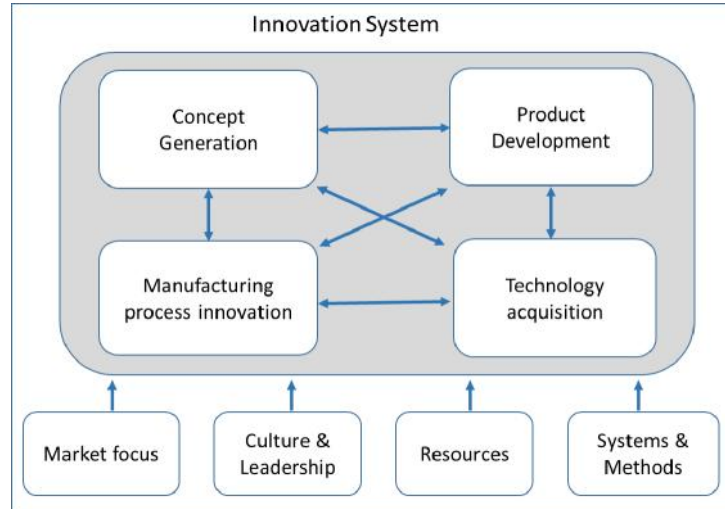 Innovation System
Concept
Generation
Product
Development
Manufacturing
process innovation
Technology
acquisition
Market focus
Culture &
Leadership
Resources
Systems &
Methods